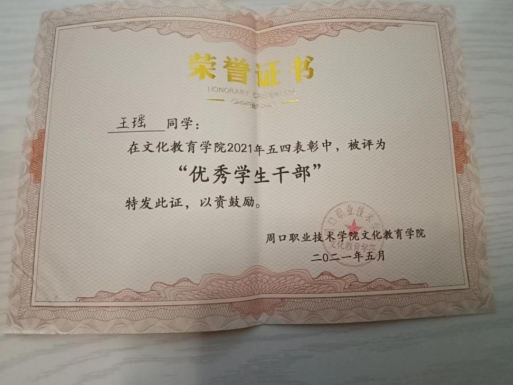 荣誉证书
王瑶 同学:
在文化教育学院2021年五四表彰中,被评为
“优秀学生干部”
特发此证,以资鼓励。
周口职业技术学院文化教育学院
二〇二一年五月